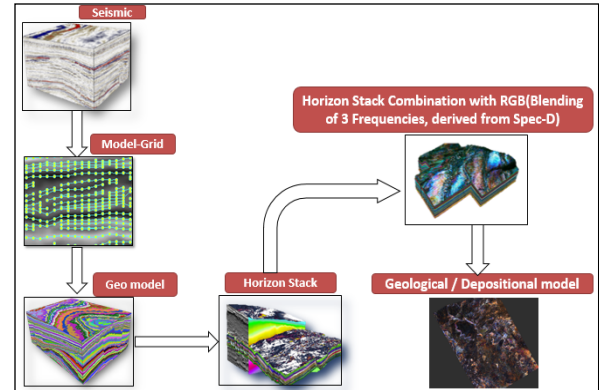 Seismic
Model-Grid
Geo model
Horizon Stack
Horizon Stack Combination with RGB(Blending
of 3 Frequencies, derived from Spec-D)
Geological / Depositional model